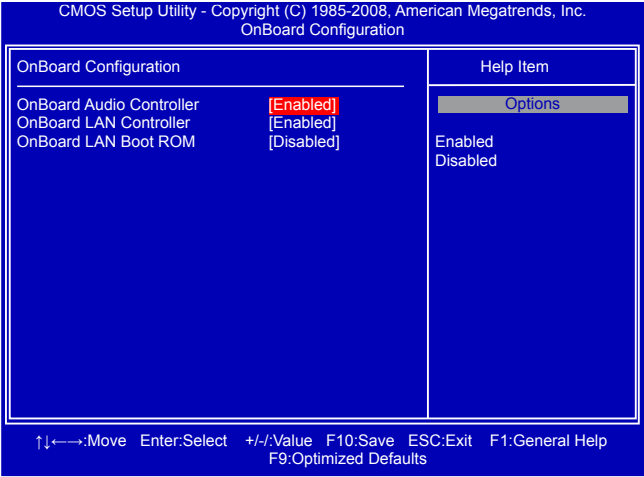 CMOS Setup Utility - Copyright (C) 1985-2008, American Megatrends, Inc.
OnBoard Configuration
OnBoard Configuration
Help Item
OnBoard Audio Controller [Enabled]
OnBoard LAN Controller [Enabled]
OnBoard LAN Boot ROM [Disabled]
Options
Enabled
Disabled
↑↓←→:Move Enter:Select +/-/:Value F10:Save ESC:Exit F1:General Help
F9:Optimized Defaults